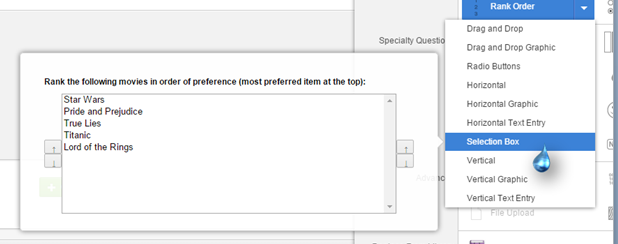 Rank Order
Specialty Questio
Rank the following movies in order of preference (most preferred item at the top):
Star Wars
Pride and Prejudice
True Lies
Titanic
Lord of the Rings
Drag and Drop
Drag and Drop Graphic
Radio Buttons
Horizontal
Horizontal Graphic
Horizontal Text Entry
Selection Box
Vertical
Vertical Graphic
Vertical Text Entry
File Upload